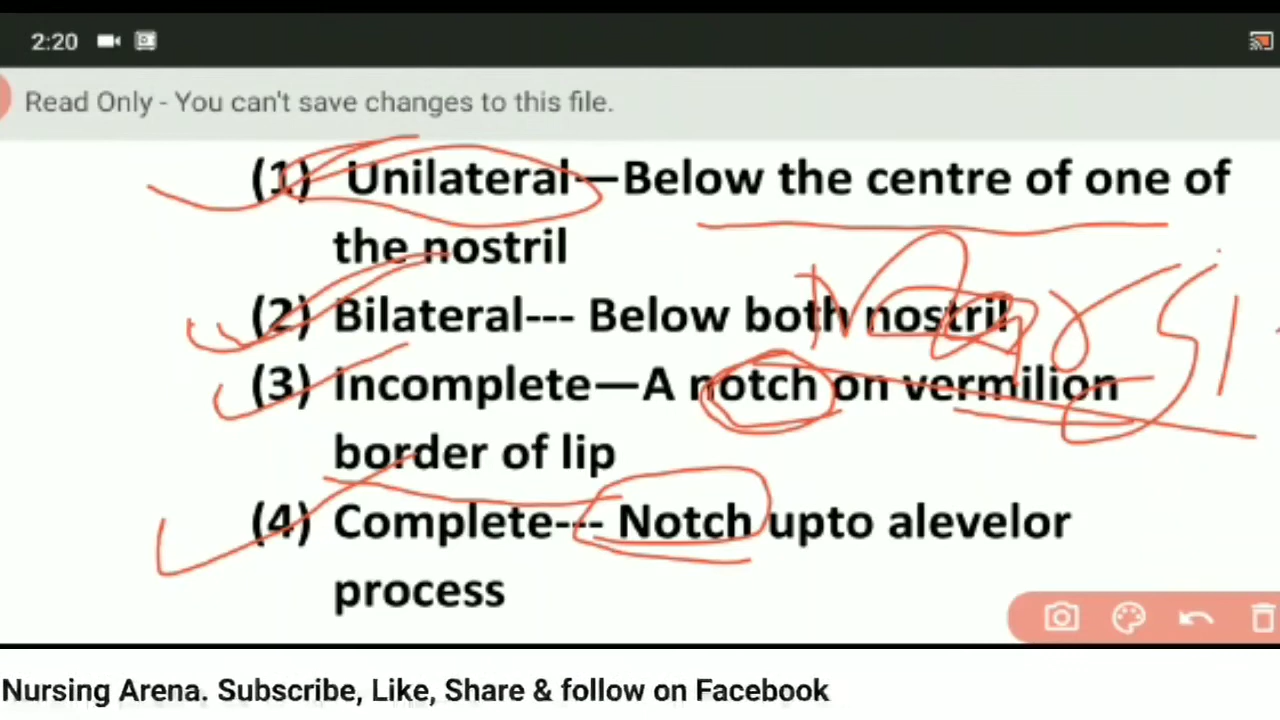 2:20
Read Only - You can't save changes to this file.
(1) Unilateral—Below the centre of one of
the nostril
(2) Bilateral--- Below both nostril
(3) Incomplete—A notch on vermilion
border of lip
(4) Complete--- Notch upto alevelor
process
Nursing Arena. Subscribe, Like, Share & follow on Facebook